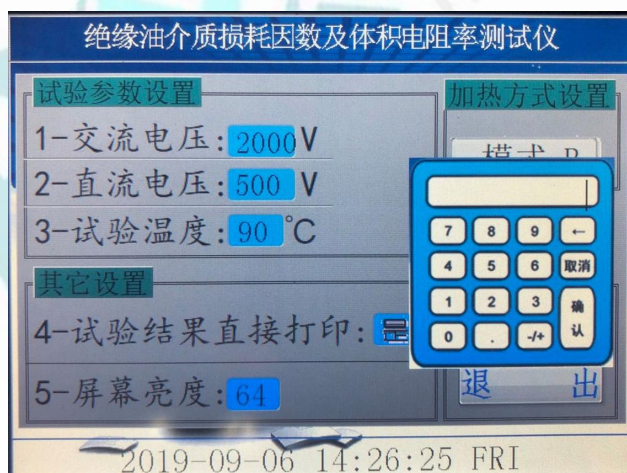 绝缘油介质损耗因数及体积电阻率测试仪
试验参数设置
加热方式设置
1-交流电压:2000V
模式 B
2-直流电压:500 V
3-试验温度:90 ℃
7 8 9 ←
4 5 6 取消
1 2 3 确认
0 . -/+
其它设置
4-试验结果直接打印:
5-屏幕亮度:64
退 出
2019-09-06 14:26:25 FRI